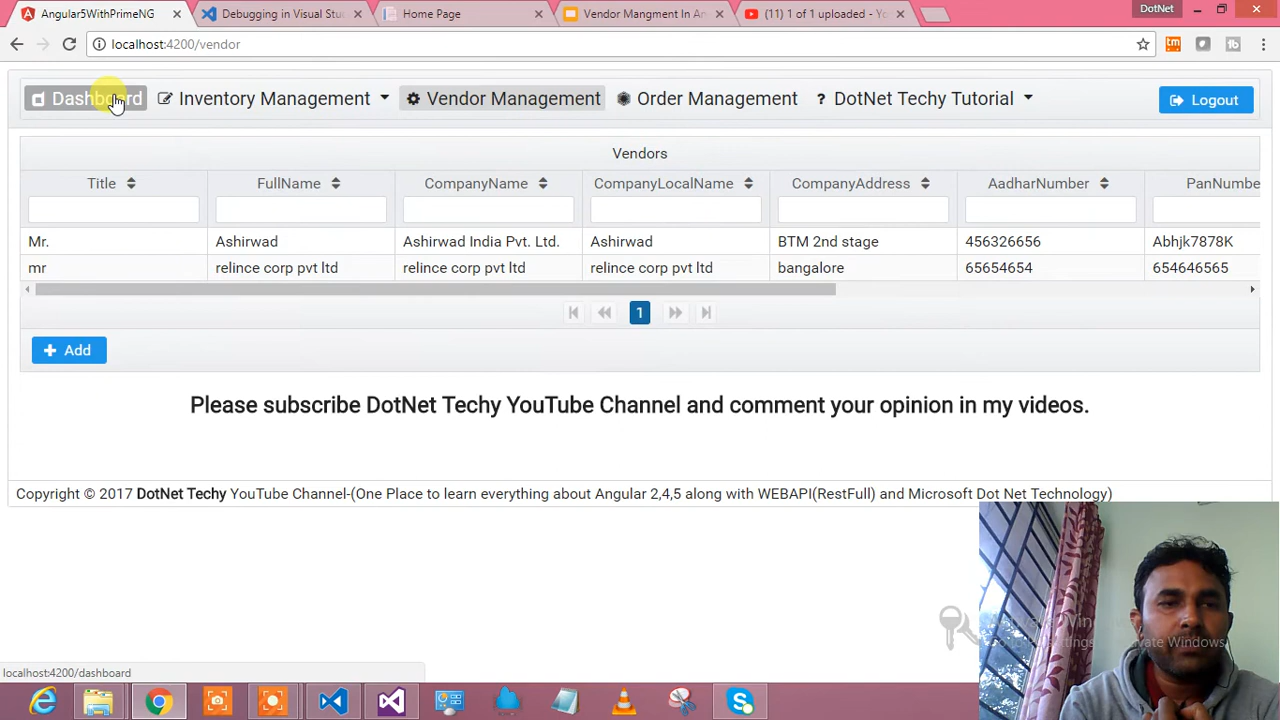 Angular5WithPrimeNG
Debugging in Visual Stu
Home Page
Vendor Mangment In An
(11) 1 of 1 uploaded - Yo
DotNet
localhost:4200/vendor
Dashboard
Inventory Management
Vendor Management
Order Management
? DotNet Techy Tutorial
Logout
Vendors
Title FullName CompanyName CompanyLocalName CompanyAddress AadharNumber PanNumbe
Mr. Ashirwad Ashirwad India Pvt. Ltd. Ashirwad BTM 2nd stage 456326656 Abhjk7878K
mr relince corp pvt ltd relince corp pvt ltd relince corp pvt ltd bangalore 65654654 654646565
1
+ Add
Please subscribe DotNet Techy YouTube Channel and comment your opinion in my videos.
Copyright © 2017 DotNet Techy YouTube Channel-(One Place to learn everything about Angular 2,4,5 along with WEBAPI(RestFull) and Microsoft Dot Net Technology)
localhost:4200/dashboard